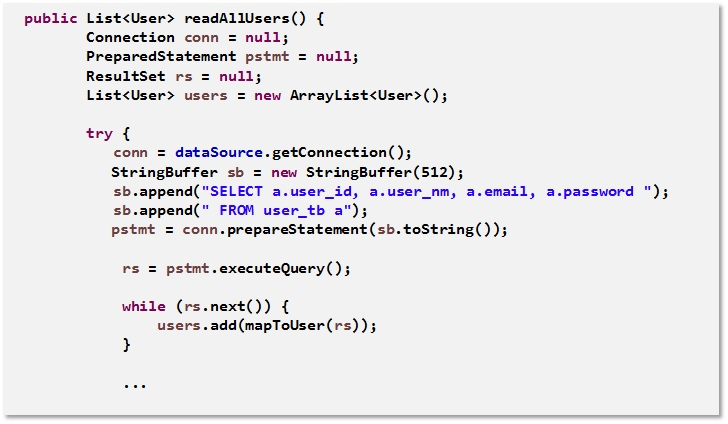 public List<User> readAllUsers() {
Connection conn = null;
PreparedStatement pstmt = null;
ResultSet rs = null;
List<User> users = new ArrayList<User>();
try {
conn = dataSource.getConnection();
StringBuffer sb = new StringBuffer(512);
sb.append("SELECT a.user_id, a.user_nm, a.email, a.password ");
sb.append(" FROM user_tb a");
pstmt = conn.prepareStatement(sb.toString());
rs = pstmt.executeQuery();
while (rs.next()) {
users.add(mapToUser(rs));
}
...